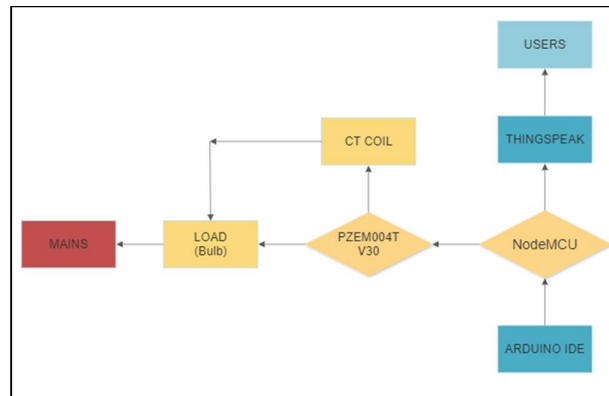 USERS
CT COIL
THINGSPEAK
MAINS
LOAD
(Bulb)
PZEM004T
V30
NodeMCU
ARDUINO IDE